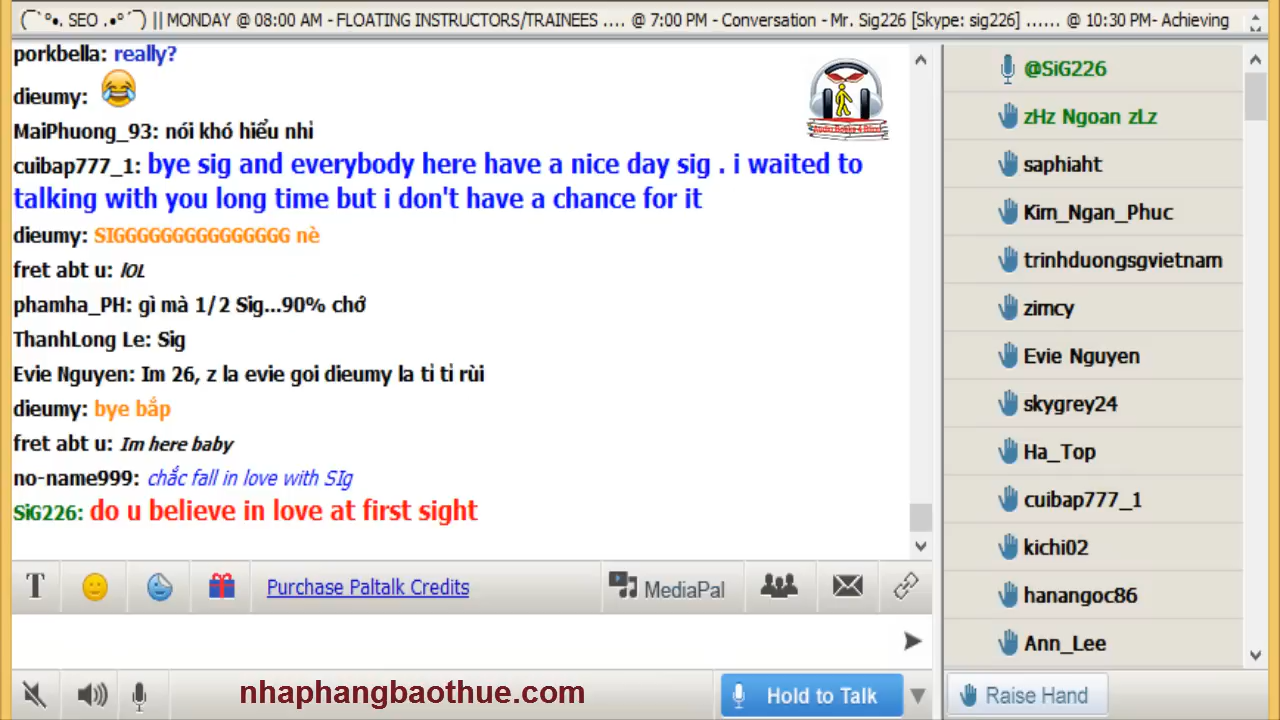 (¯`°•. SEO .•°´¯) || MONDAY @ 08:00 AM - FLOATING INSTRUCTORS/TRAINEES .... @ 7:00 PM - Conversation - Mr. Sig226 [Skype: sig226] ...... @ 10:30 PM- Achieving
porkbella: really?
dieumy:
MaiPhuong_93: nói khó hiểu nhỉ
cuibap777_1: bye sig and everybody here have a nice day sig . i waited to
talking with you long time but i don't have a chance for it
dieumy: SIGGGGGGGGGGGGGGG nè
fret abt u: lOL
phamha_PH: gì mà 1/2 Sig...90% chớ
ThanhLong Le: Sig
Evie Nguyen: Im 26, z la evie goi dieumy la tỉ tỉ rùi
dieumy: bye bắp
fret abt u: Im here baby
no-name999: chắc fall in love with SIg
SiG226: do u believe in love at first sight
@SiG226
zHz Ngoan zLz
saphiaht
Kim_Ngan_Phuc
trinhduongsgvietnam
zimcy
Evie Nguyen
skygrey24
Ha_Top
cuibap777_1
kichi02
hanangoc86
Ann_Lee
T
Purchase Paltalk Credits
MediaPal
nhaphangbaothue.com
Hold to Talk
Raise Hand